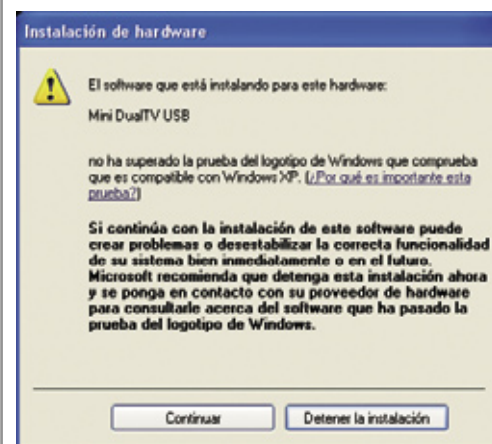 Instalación de hardware
El software que está instalando para este hardware:
Mini DualTV USB
no ha superado la prueba del logotipo de Windows que comprueba
que es compatible con Windows XP. (¿Por qué es importante esta
prueba?)
Si continúa con la instalación de este software puede
crear problemas o desestabilizar la correcta funcionalidad
de su sistema bien inmediatamente o en el futuro.
Microsoft recomienda que detenga esta instalación ahora
y se ponga en contacto con su proveedor de hardware
para consultarle acerca del software que ha pasado la
prueba del logotipo de Windows.
Continuar
Detener la instalación